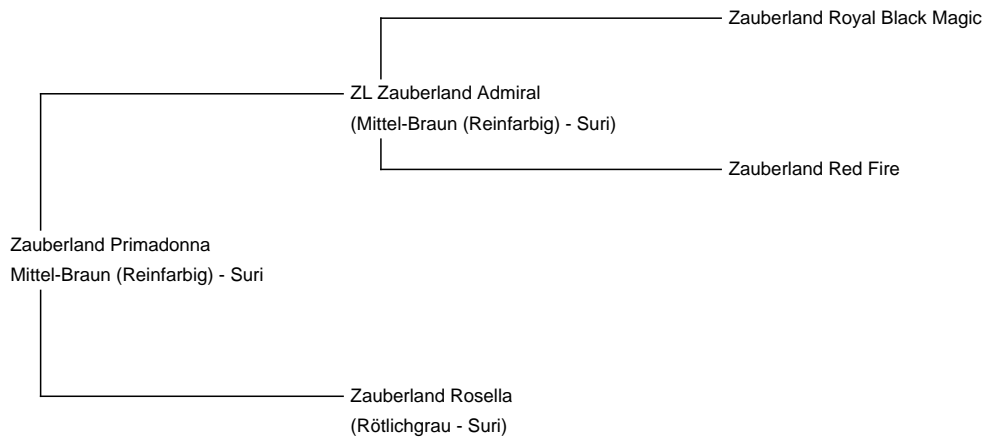 Zauberland Royal Black Magic
ZL Zauberland Admiral
(Mittel-Braun (Reinfarbig) - Suri)
Zauberland Red Fire
Zauberland Primadonna
Mittel-Braun (Reinfarbig) - Suri
Zauberland Rosella
(Rötlichgrau - Suri)